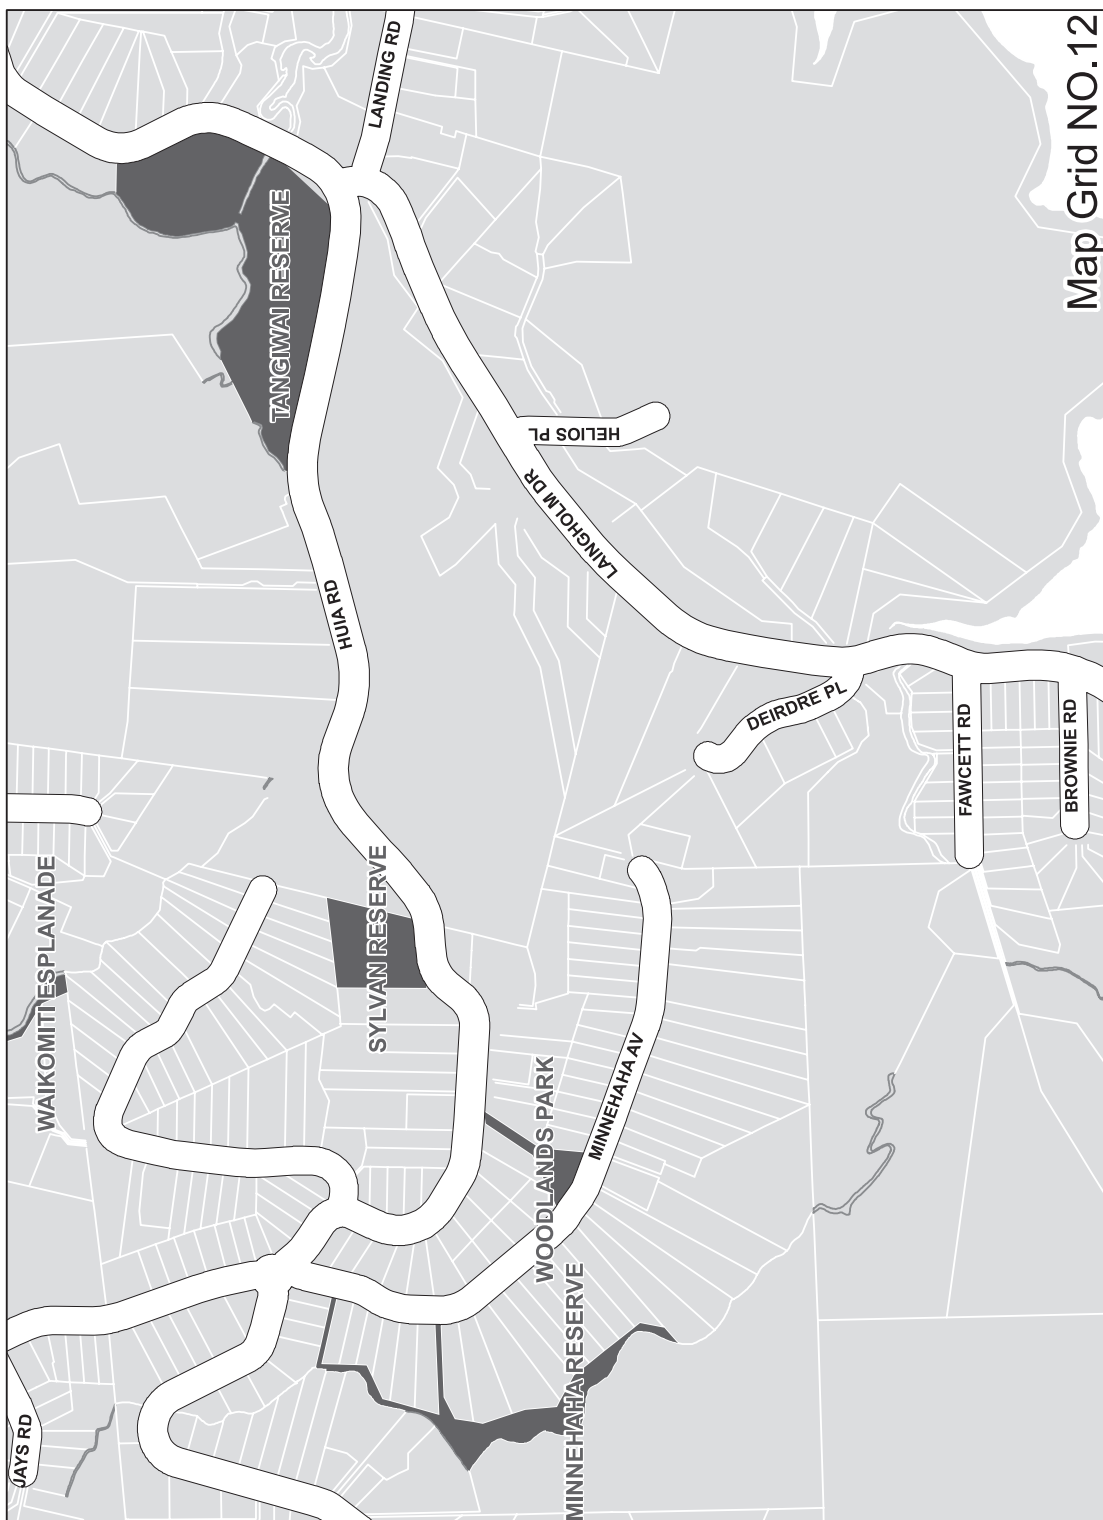 LANDING RD
TANGIWAI RESERVE
Map Grid NO.12
HELIOS PL
LAINGHOLM DR
HUIA RD
DEIRDRE PL
FAWCETT RD
BROWNIE RD
WAIKOMITI ESPLANADE
SYLVAN RESERVE
WOODLANDS PARK
MINNEHAHA AV
MINNEHAHA RESERVE
JAYS RD